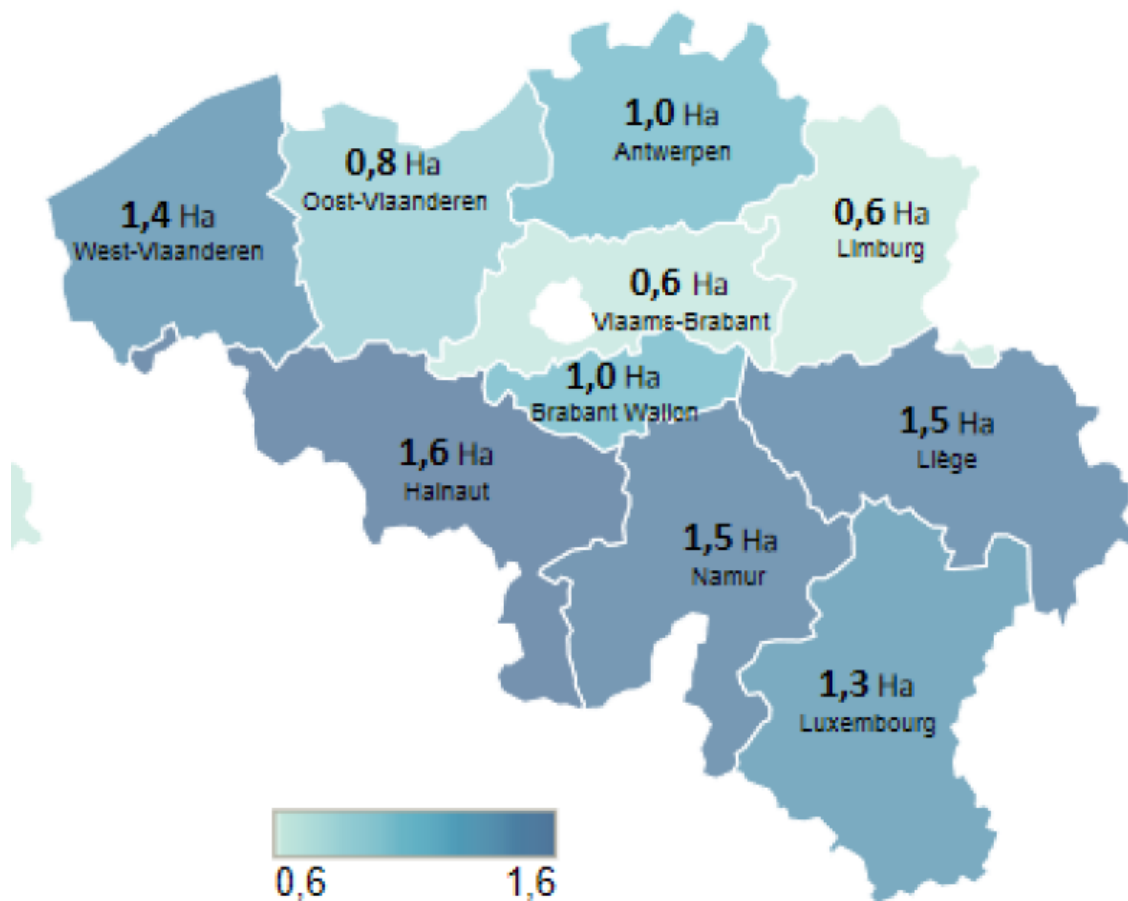 1,0 Ha
Antwerpen
0,8 Ha
Oost-Vlaanderen
1,4 Ha
West-Vlaanderen
0,6 Ha
Limburg
0,6 Ha
Vlaams-Brabant
1,0 Ha
Brabant Wallon
1,6 Ha
Hainaut
1,5 Ha
Liège
1,5 Ha
Namur
1,3 Ha
Luxembourg
0,6 1,6